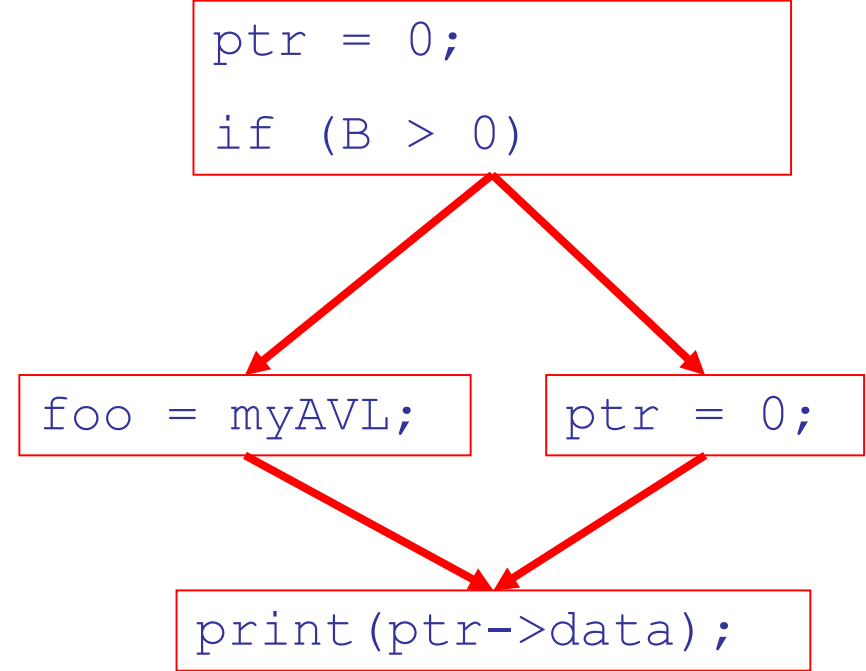 ptr = 0;
if (B > 0)
foo = myAVL;
ptr = 0;
print(ptr->data);